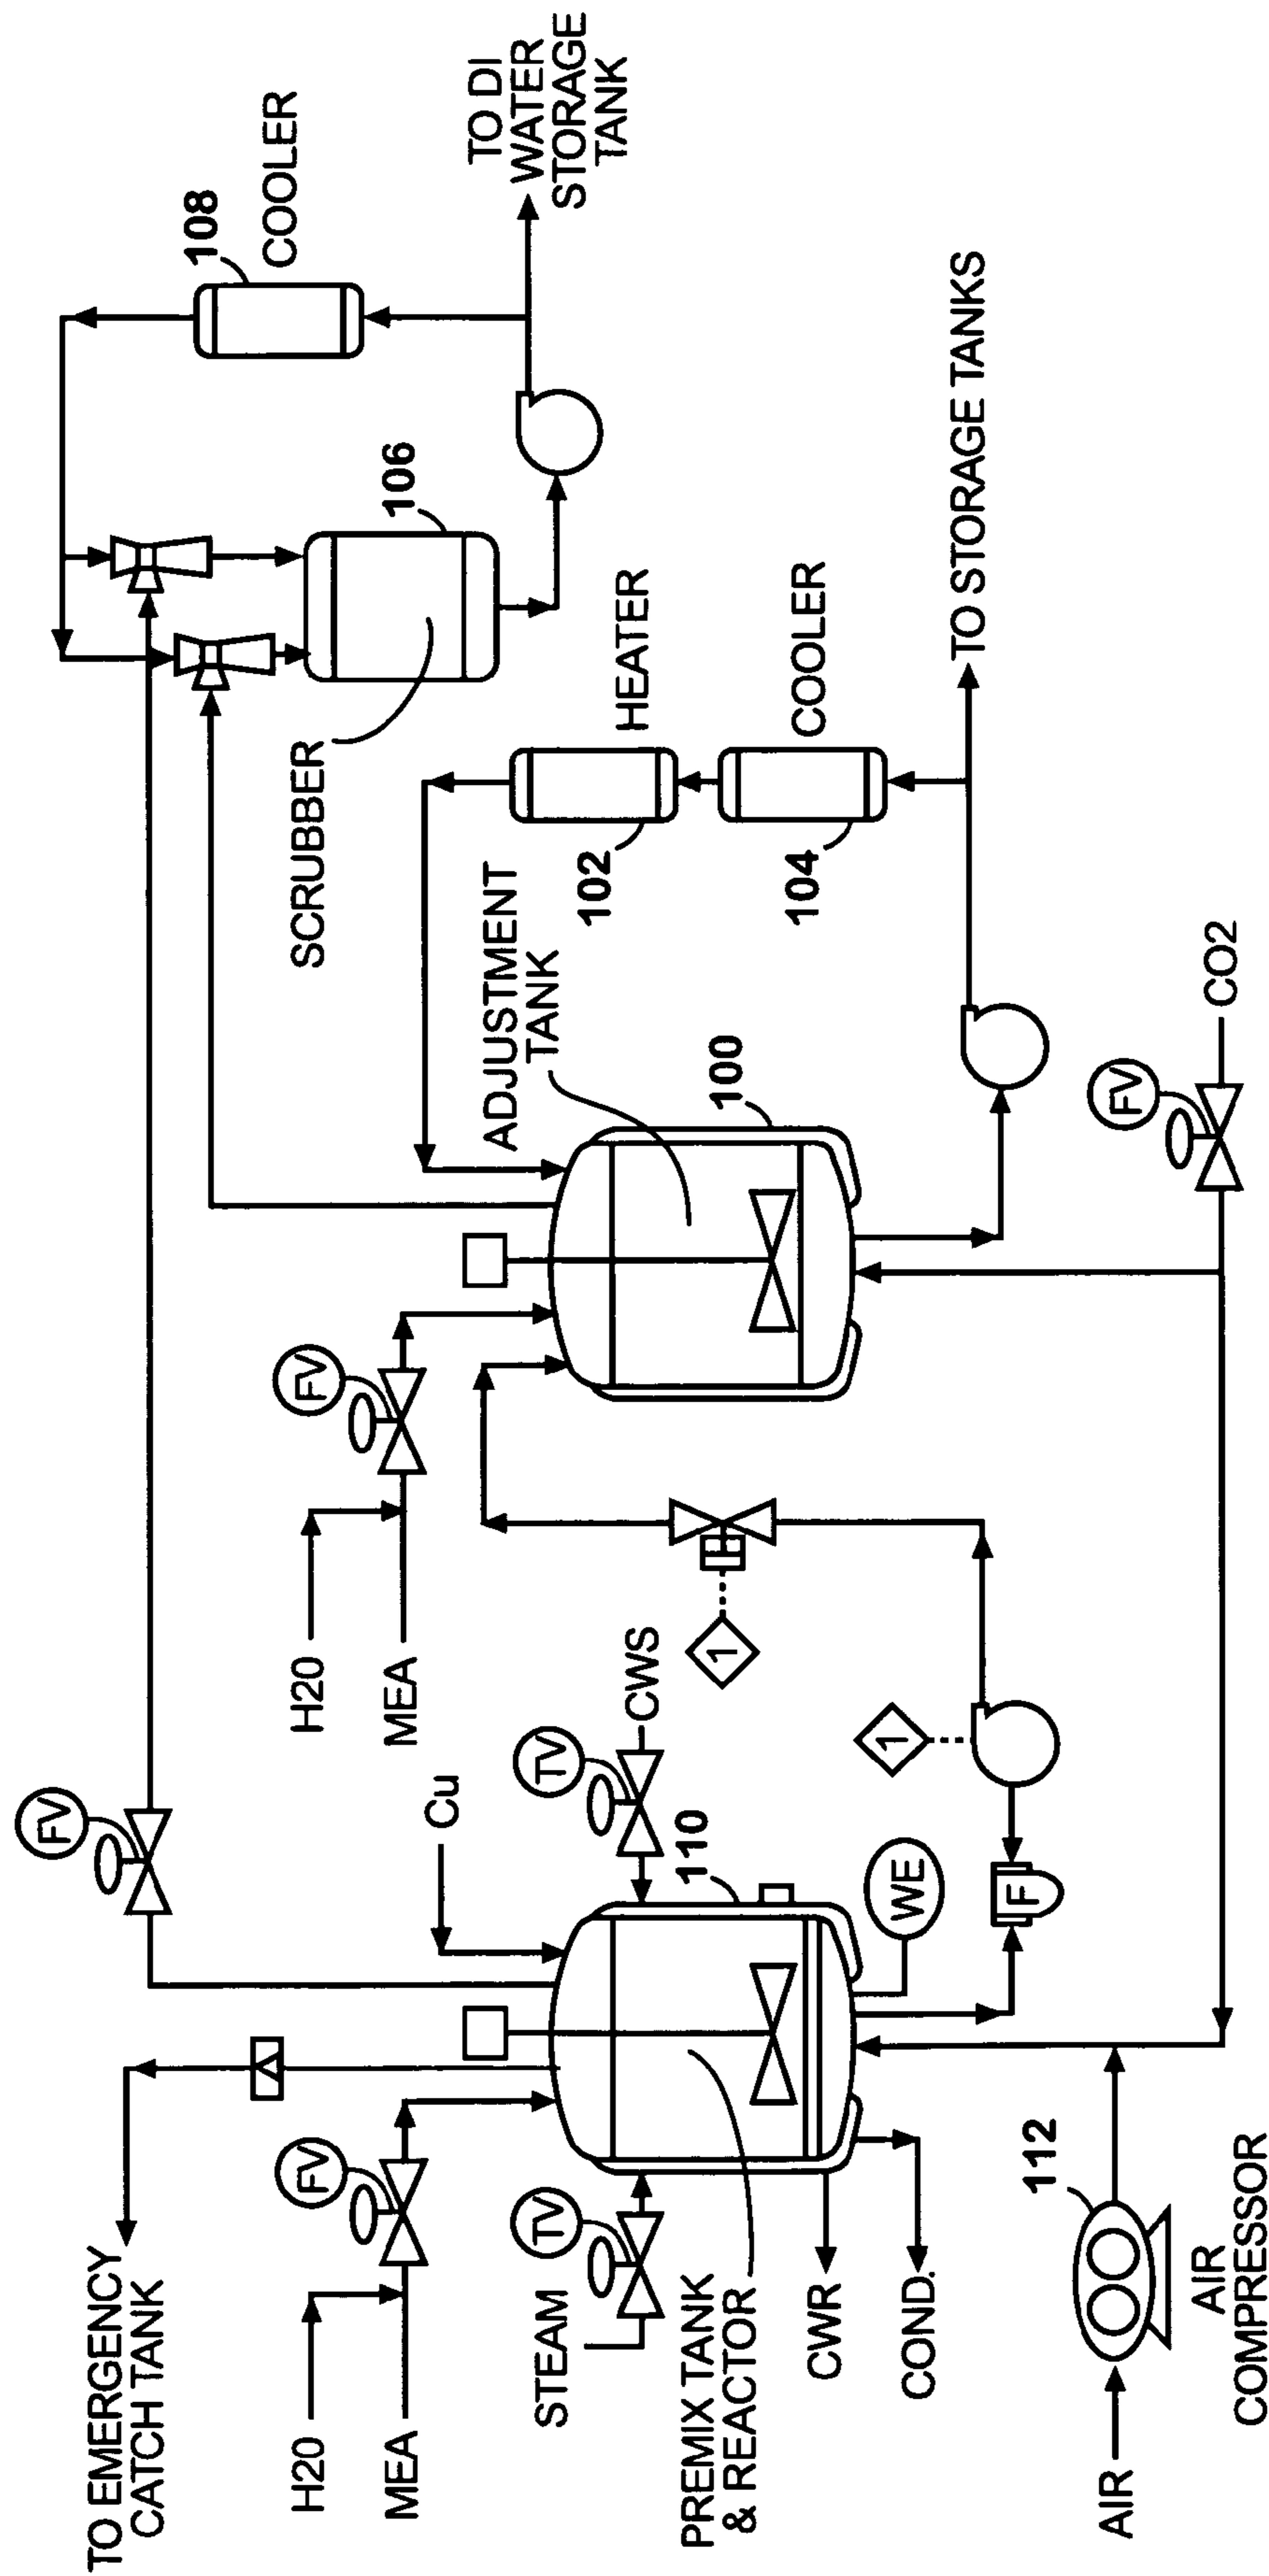 TO EMERGENCY
CATCH TANK
H20
MEA
FV
FV
Cu
H20
MEA
FV
STEAM
TV
TV
CWS
110
PREMIX TANK
& REACTOR
CWR
COND.
WE
F
1
1
AIR
AIR
COMPRESSOR
112
ADJUSTMENT
TANK
100
FV
CO2
SCRUBBER
106
108
COOLER
TO DI
WATER
STORAGE
TANK
102
HEATER
104
COOLER
TO STORAGE TANKS